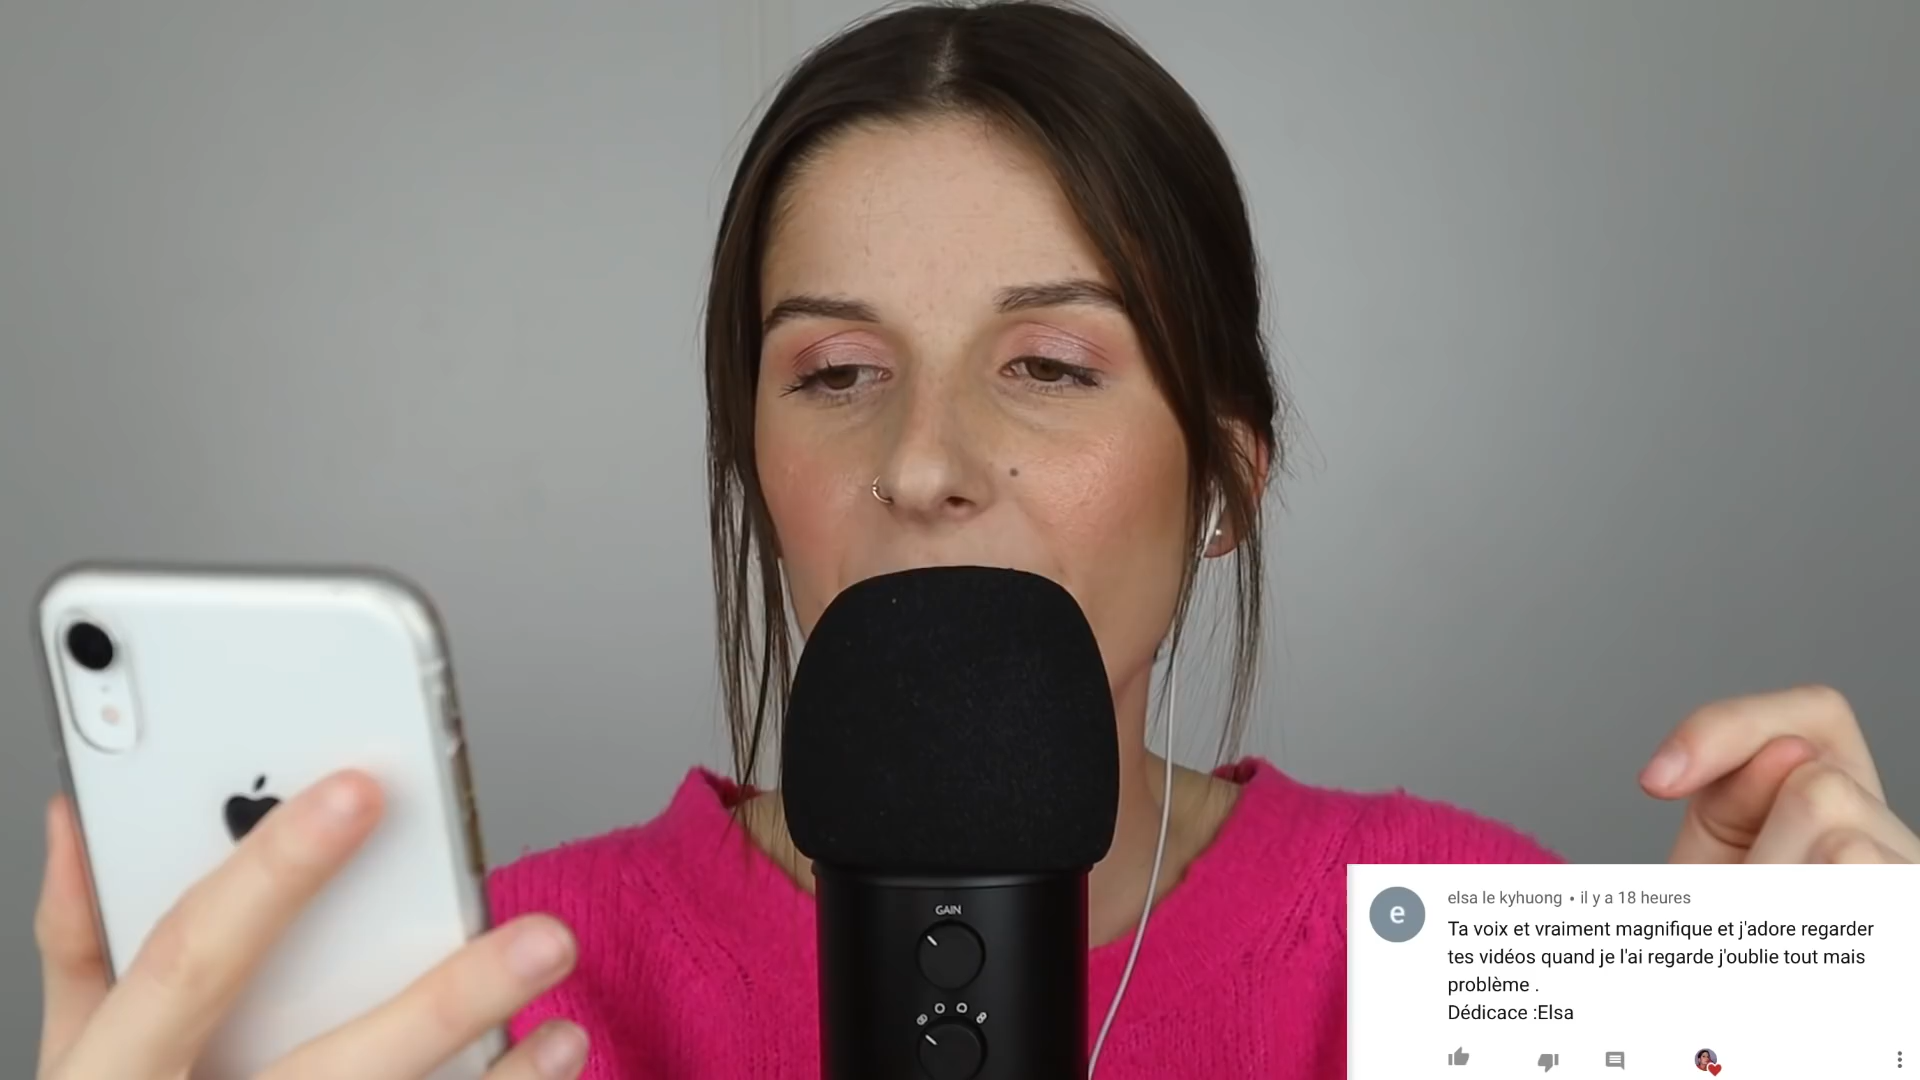 GAIN
e
elsa le kyhuong • il y a 18 heures
Ta voix et vraiment magnifique et j'adore regarder
tes vidéos quand je l'ai regarde j'oublie tout mais
problème .
Dédicace :Elsa